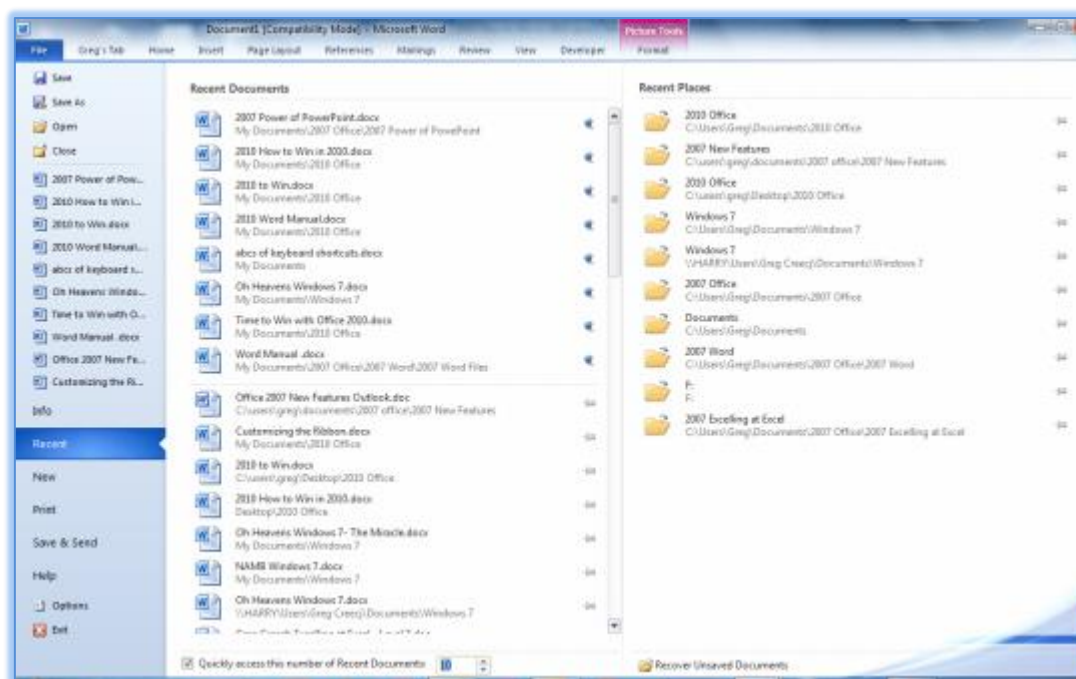 Document1 [Compatibility Mode] - Microsoft Word
Picture Tools
File Greg's Tab Home Insert Page Layout References Mailings Review View Developer Format
Save
Save As
Open
Close
2007 Power of Pow...
2010 How to Win i...
2010 to Win.docx
2010 Word Manual....
abcs of keyboard s...
Oh Heavens Windo...
Time to Win with O...
Word Manual .docx
Office 2007 New Fe...
Customizing the Ri...
Info
Recent
New
Print
Save & Send
Help
Options
Exit
Recent Documents
2007 Power of PowerPoint.docx
My Documents\2007 Office\2007 Power of PowePoint
2010 How to Win in 2010.docx
My Documents\2010 Office
2010 to Win.docx
My Documents\2010 Office
2010 Word Manual.docx
My Documents\2010 Office
abcs of keyboard shortcuts.docx
My Documents
Oh Heavens Windows 7.docx
My Documents\Windows 7
Time to Win with Office 2010.docx
My Documents\2010 Office
Word Manual .docx
My Documents\2007 Office\2007 Word\2007 Word Files
Office 2007 New Features Outlook.doc
C:\users\greg\documents\2007 office\2007 New Features
Customizing the Ribbon.docx
My Documents\2010 Office
2010 to Win.docx
C:\users\greg\Desktop\2010 Office
2010 How to Win in 2010.docx
Desktop\2010 Office
Oh Heavens Windows 7- The Miracle.docx
My Documents\Windows 7
NAMB Windows 7.docx
My Documents\Windows 7
Oh Heavens Windows 7.docx
\\HARRY\Users\Greg Creecy\Documents\Windows 7
Quickly access this number of Recent Documents: 10
Recent Places
2010 Office
C:\Users\Greg\Documents\2010 Office
2007 New Features
C:\users\greg\documents\2007 office\2007 New Features
2010 Office
C:\users\greg\Desktop\2010 Office
Windows 7
C:\Users\Greg\Documents\Windows 7
Windows 7
\\HARRY\Users\Greg Creecy\Documents\Windows 7
2007 Office
C:\Users\Greg\Documents\2007 Office
Documents
C:\Users\Greg\Documents
2007 Word
C:\Users\Greg\Documents\2007 Office\2007 Word
F:
F:
2007 Excelling at Excel
C:\Users\Greg\Documents\2007 Office\2007 Excelling at Excel
Recover Unsaved Documents